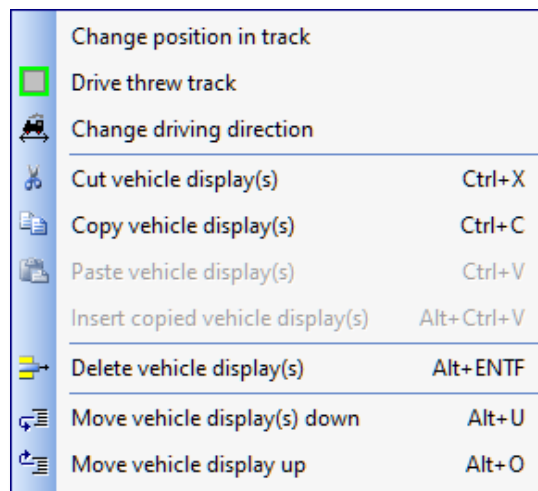 Change position in track
Drive threw track
Change driving direction
Cut vehicle display(s) Ctrl+X
Copy vehicle display(s) Ctrl+C
Paste vehicle display(s) Ctrl+V
Insert copied vehicle display(s) Alt+Ctrl+V
Delete vehicle display(s) Alt+ENTF
Move vehicle display(s) down Alt+U
Move vehicle display up Alt+O